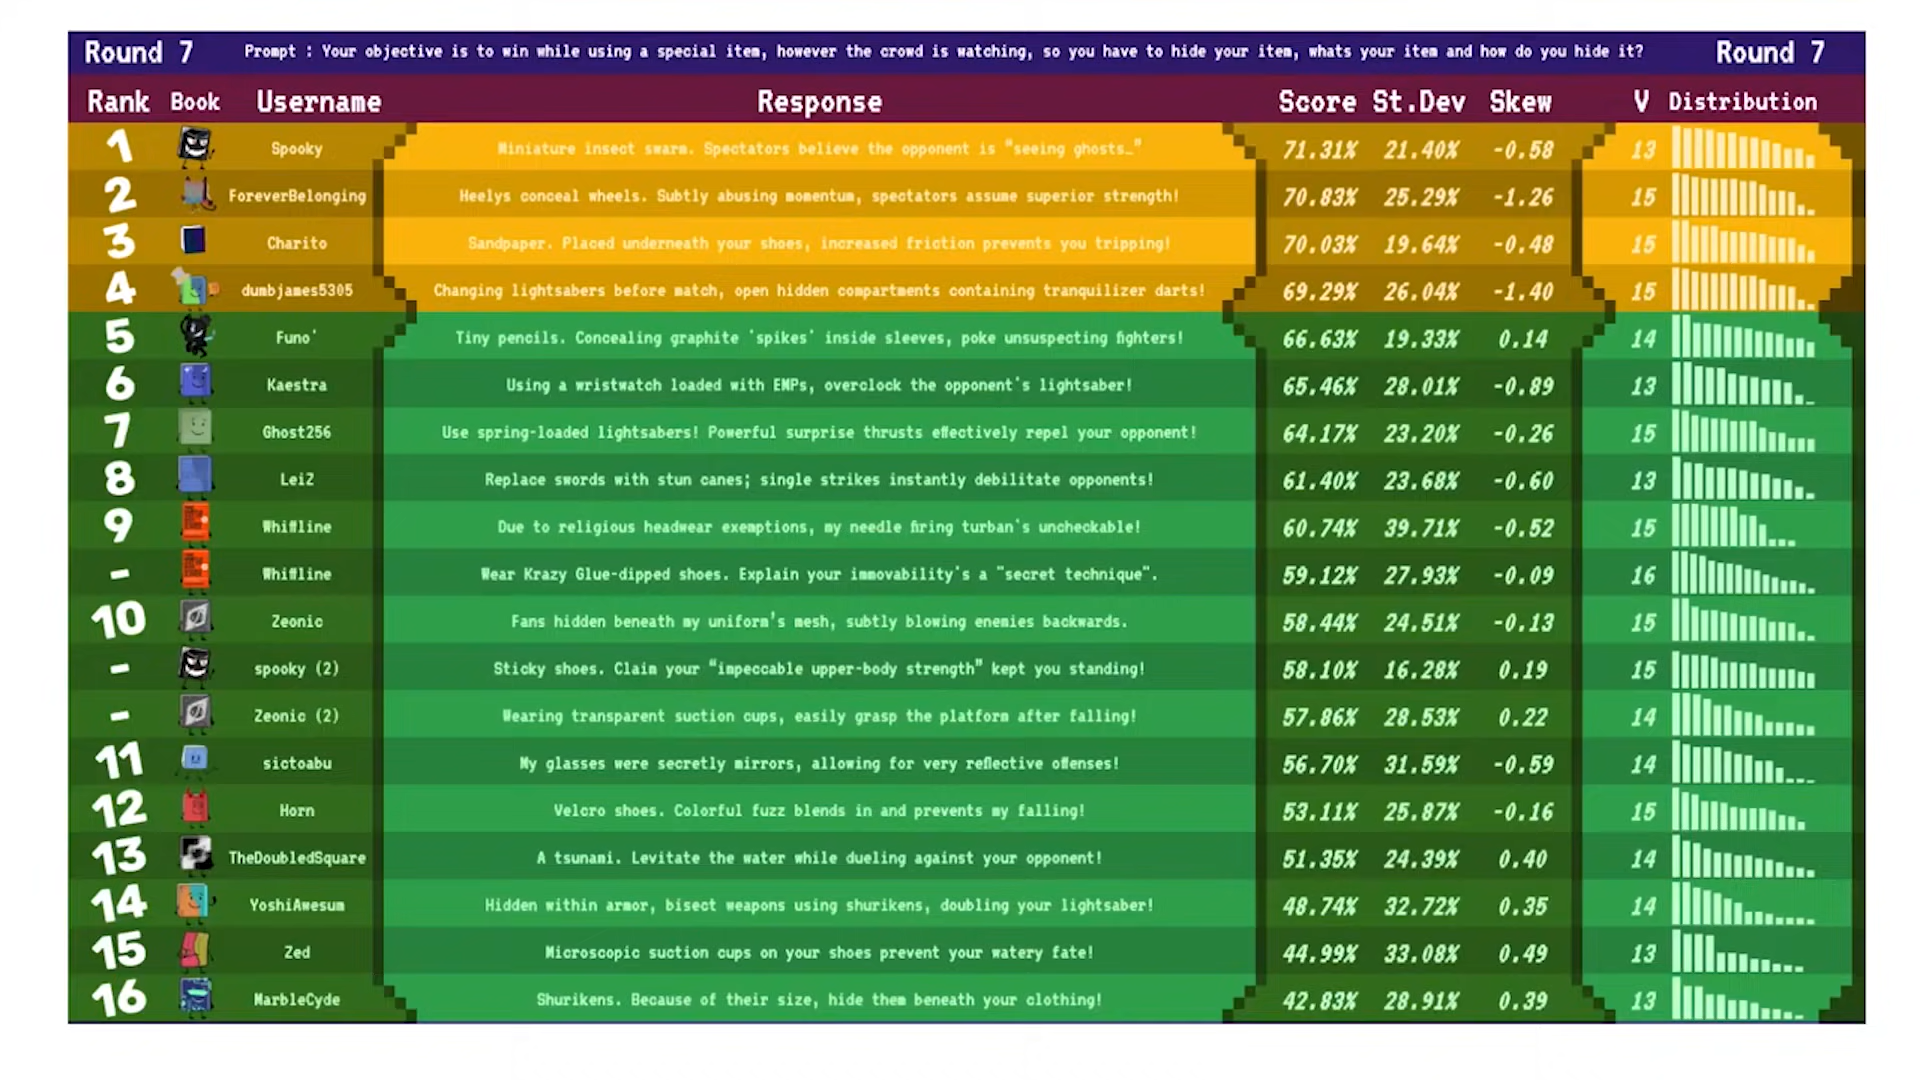 Round 7 Prompt : Your objective is to win while using a special item, however the crowd is watching, so you have to hide your item, whats your item and how do you hide it? Round 7
Rank Book Username Response Score St.Dev Skew V Distribution
1 Spooky Miniature insect swarm. Spectators believe the opponent is "seeing ghosts…" 71.31% 21.40% -0.58 13
2 ForeverBelonging Heelys conceal wheels. Subtly abusing momentum, spectators assume superior strength! 70.83% 25.29% -1.26 15
3 Charito Sandpaper. Placed underneath your shoes, increased friction prevents you tripping! 70.03% 19.64% -0.48 15
4 dumbjames5305 Changing lightsabers before match, open hidden compartments containing tranquilizer darts! 69.29% 26.04% -1.40 15
5 Funo' Tiny pencils. Concealing graphite 'spikes' inside sleeves, poke unsuspecting fighters! 66.63% 19.33% 0.14 14
6 Kaestra Using a wristwatch loaded with EMPs, overclock the opponent's lightsaber! 65.46% 28.01% -0.89 13
7 Ghost256 Use spring-loaded lightsabers! Powerful surprise thrusts effectively repel your opponent! 64.17% 23.20% -0.26 15
8 LeiZ Replace swords with stun canes; single strikes instantly debilitate opponents! 61.40% 23.68% -0.60 13
9 Whiffline Due to religious headwear exemptions, my needle firing turban's uncheckable! 60.74% 39.71% -0.52 15
- Whiffline Wear Krazy Glue-dipped shoes. Explain your immovability's a "secret technique". 59.12% 27.93% -0.09 16
10 Zeonic Fans hidden beneath my uniform's mesh, subtly blowing enemies backwards. 58.44% 24.51% -0.13 15
- spooky (2) Sticky shoes. Claim your “impeccable upper-body strength” kept you standing! 58.10% 16.28% 0.19 15
- Zeonic (2) Wearing transparent suction cups, easily grasp the platform after falling! 57.86% 28.53% 0.22 14
11 sictoabu My glasses were secretly mirrors, allowing for very reflective offenses! 56.70% 31.59% -0.59 14
12 Horn Velcro shoes. Colorful fuzz blends in and prevents my falling! 53.11% 25.87% -0.16 15
13 TheDoubledSquare A tsunami. Levitate the water while dueling against your opponent! 51.35% 24.39% 0.40 14
14 YoshiAwesum Hidden within armor, bisect weapons using shurikens, doubling your lightsaber! 48.74% 32.72% 0.35 14
15 Zed Microscopic suction cups on your shoes prevent your watery fate! 44.99% 33.08% 0.49 13
16 MarbleCyde Shurikens. Because of their size, hide them beneath your clothing! 42.83% 28.91% 0.39 13